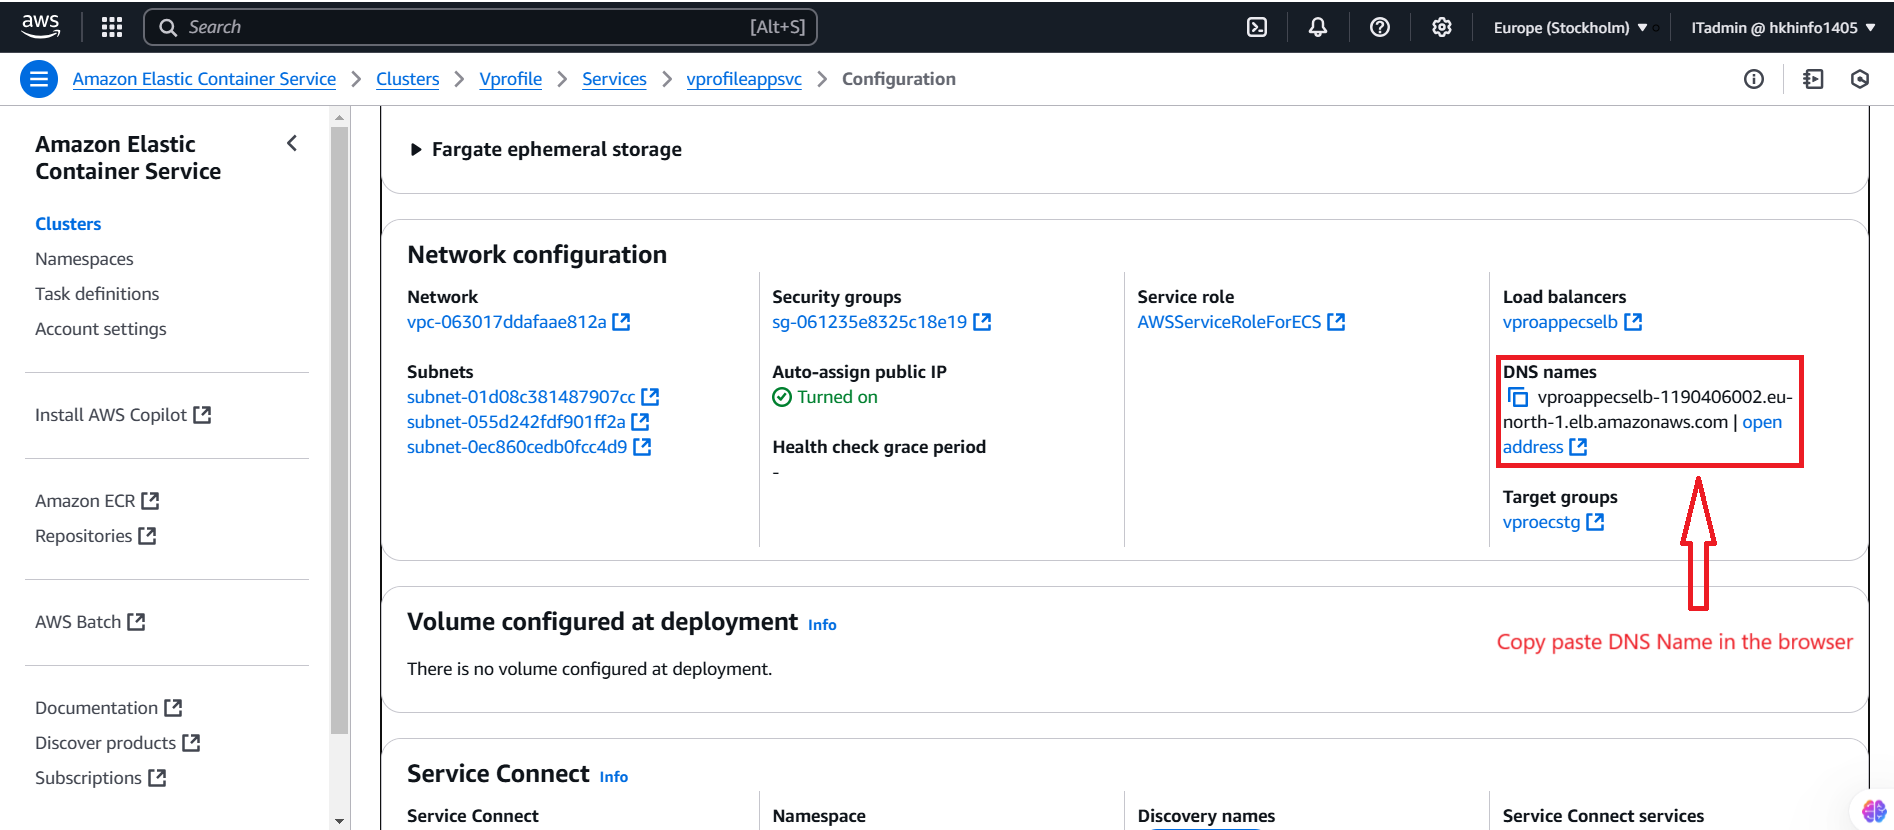 aws
Search
[Alt+S]
Europe (Stockholm)
ITadmin @ hkhinfo1405
Amazon Elastic Container Service
Clusters
Vprofile
Services
vprofileappsvc
Configuration
Amazon Elastic
Container Service
Clusters
Namespaces
Task definitions
Account settings
Install AWS Copilot
Amazon ECR
Repositories
AWS Batch
Documentation
Discover products
Subscriptions
Fargate ephemeral storage
Network configuration
Network
vpc-063017ddafaae812a
Subnets
subnet-01d08c381487907cc
subnet-055d242fdf901ff2a
subnet-0ec860cedb0fcc4d9
Security groups
sg-061235e8325c18e19
Auto-assign public IP
Turned on
Health check grace period
-
Service role
AWSServiceRoleForECS
Load balancers
vproappecselb
DNS names
vproappecselb-1190406002.eu-
north-1.elb.amazonaws.com | open
address
Target groups
vproecstg
Copy paste DNS Name in the browser
Volume configured at deployment Info
There is no volume configured at deployment.
Service Connect Info
Service Connect
Namespace
Discovery names
Service Connect services